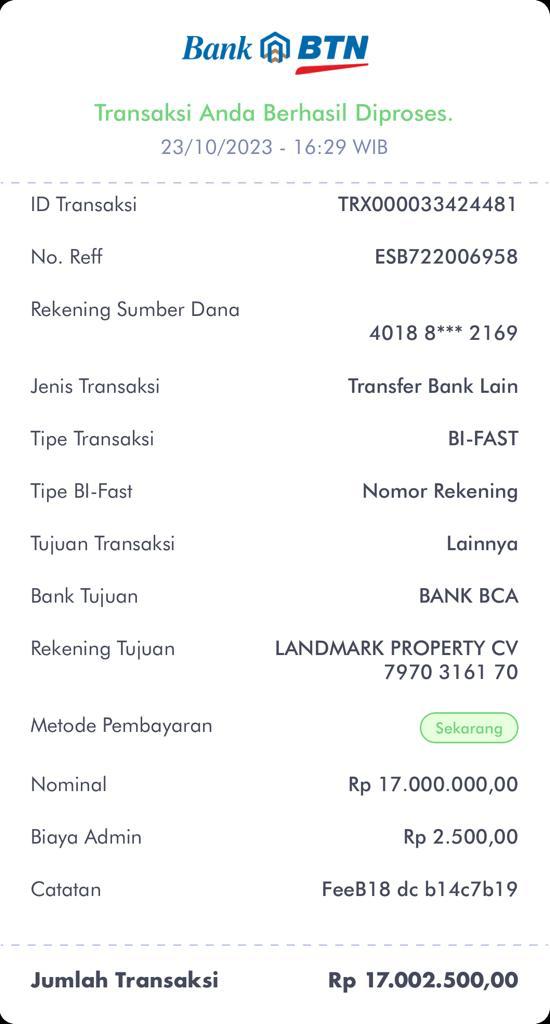 Bank BTN
Transaksi Anda Berhasil Diproses.
23/10/2023 - 16:29 WIB
ID Transaksi TRX000033424481
No. Reff ESB722006958
Rekening Sumber Dana
4018 8*** 2169
Jenis Transaksi Transfer Bank Lain
Tipe Transaksi BI-FAST
Tipe BI-Fast Nomor Rekening
Tujuan Transaksi Lainnya
Bank Tujuan BANK BCA
Rekening Tujuan LANDMARK PROPERTY CV
7970 3161 70
Metode Pembayaran Sekarang
Nominal Rp 17.000.000,00
Biaya Admin Rp 2.500,00
Catatan FeeB18 dc b14c7b19
Jumlah Transaksi Rp 17.002.500,00